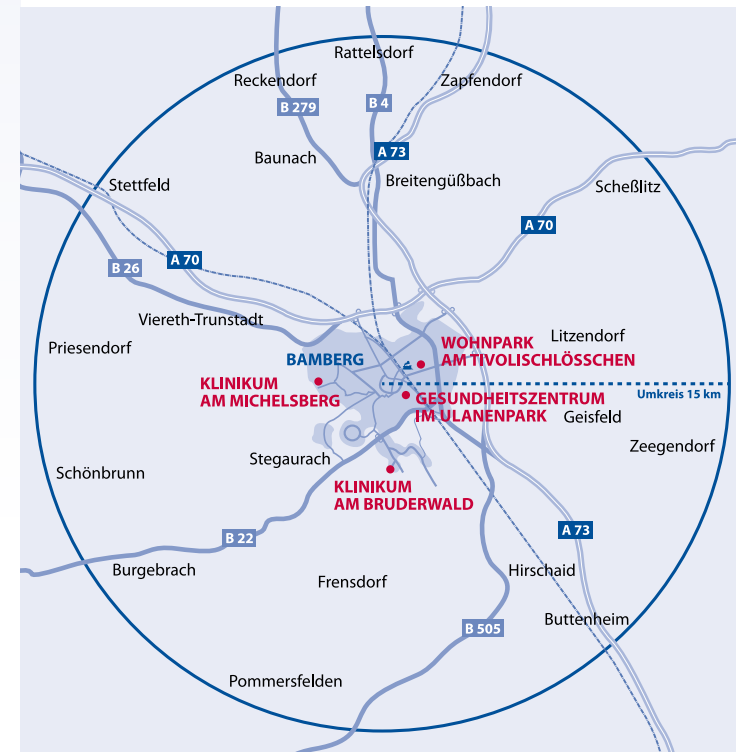 Rattelsdorf
Reckendorf
Zapfendorf
B 279
B 4
A 73
Baunach
Breitengüßbach
Stettfeld
Scheßlitz
A 70
A 70
B 26
Viereth-Trunstadt
Priesendorf
Litzendorf
BAMBERG
WOHNPARK
AM TIVOLISCHLÖSSCHEN
KLINIKUM
AM MICHELSBERG
Umkreis 15 km
GESUNDHEITSZENTRUM
IM ULANENPARK
Geisfeld
Zeegendorf
Stegaurach
Schönbrunn
KLINIKUM
AM BRUDERWALD
A 73
B 22
Burgebrach
Frensdorf
Hirschaid
Buttenheim
B 505
Pommersfelden